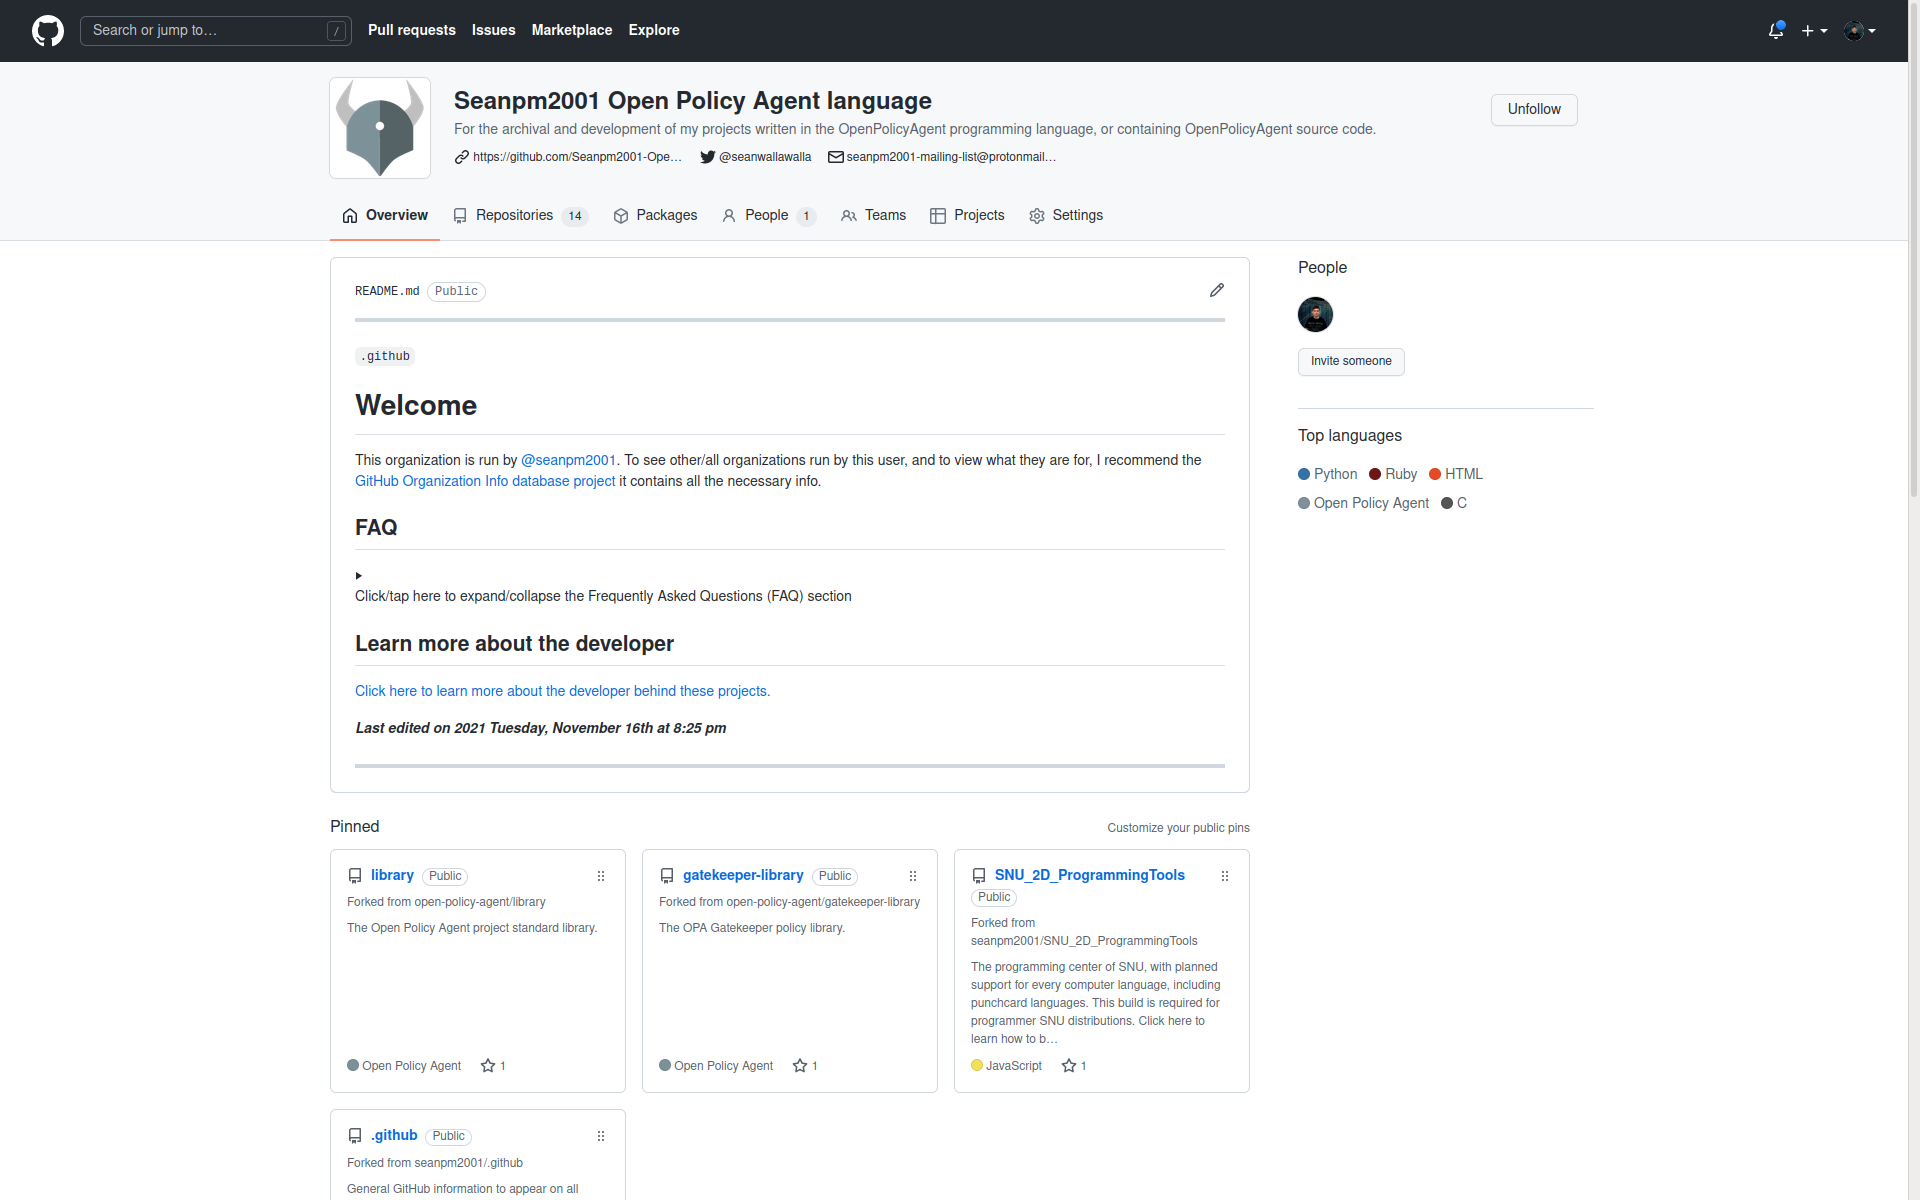 Search or jump to…
/
Pull requests
Issues
Marketplace
Explore
Seanpm2001 Open Policy Agent language
For the archival and development of my projects written in the OpenPolicyAgent programming language, or containing OpenPolicyAgent source code.
https://github.com/Seanpm2001-Ope…
@seanwallawalla
seanpm2001-mailing-list@protonmail…
Unfollow
Overview
Repositories 14
Packages
People 1
Teams
Projects
Settings
README.md Public
.github
Welcome
This organization is run by @seanpm2001. To see other/all organizations run by this user, and to view what they are for, I recommend the
GitHub Organization Info database project it contains all the necessary info.
FAQ
Click/tap here to expand/collapse the Frequently Asked Questions (FAQ) section
Learn more about the developer
Click here to learn more about the developer behind these projects.
Last edited on 2021 Tuesday, November 16th at 8:25 pm
People
Invite someone
Top languages
Python Ruby HTML
Open Policy Agent C
Pinned
Customize your public pins
library Public
Forked from open-policy-agent/library
The Open Policy Agent project standard library.
Open Policy Agent 1
gatekeeper-library Public
Forked from open-policy-agent/gatekeeper-library
The OPA Gatekeeper policy library.
Open Policy Agent 1
SNU_2D_ProgrammingTools
Public
Forked from
seanpm2001/SNU_2D_ProgrammingTools
The programming center of SNU, with planned
support for every computer language, including
punchcard languages. This build is required for
programmer SNU distributions. Click here to
learn how to b…
JavaScript 1
.github Public
Forked from seanpm2001/.github
General GitHub information to appear on all